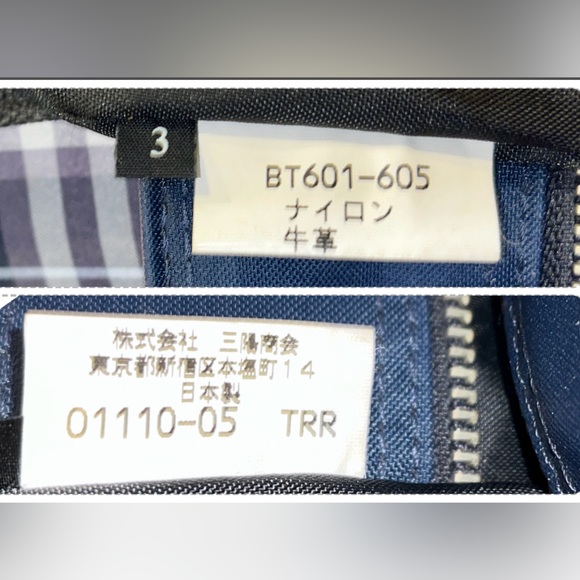 3
BT601-605
ナイロン
牛革
株式会社 三陽商会
東京都新宿区本塩町14
日本製
01110-05 TRR